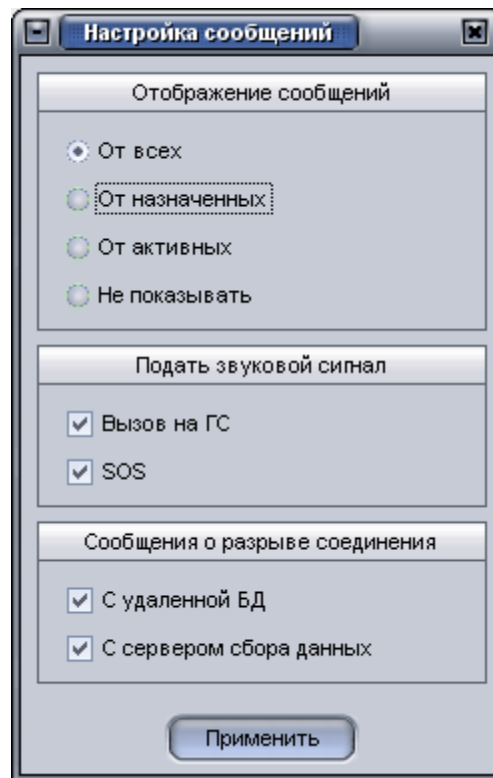 Настройка сообщений
Отображение сообщений
От всех
От назначенных
От активных
Не показывать
Подать звуковой сигнал
Вызов на ГС
SOS
Сообщения о разрыве соединения
С удаленной БД
С сервером сбора данных
Применить